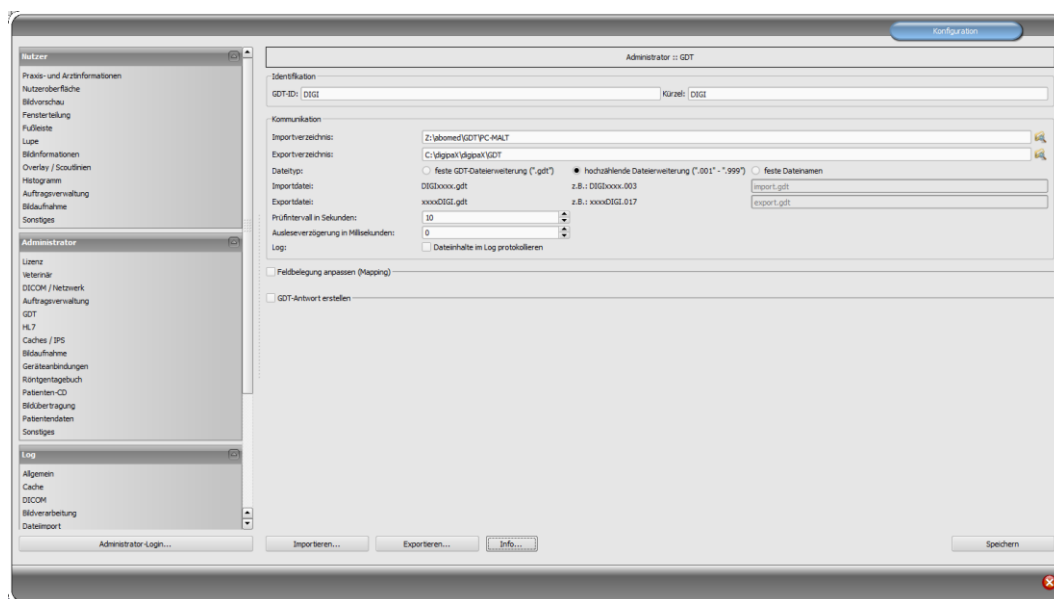 Konfiguration
Nutzer
Praxis- und Arztinformationen
Nutzeroberfläche
Bildvorschau
Fensterteilung
Fußleiste
Lupe
Bildinformationen
Overlay / Scoutlinien
Histogramm
Auftragsverwaltung
Bildaufnahme
Sonstiges
Administrator
Lizenz
Veterinär
DICOM / Netzwerk
Auftragsverwaltung
GDT
HL7
Caches / IPS
Bildaufnahme
Geräteanbindungen
Röntgentagebuch
Patienten-CD
Bildübertragung
Patientendaten
Sonstiges
Log
Allgemein
Cache
DICOM
Bildverarbeitung
Dateiimport
Administrator-Login...
Administrator :: GDT
Identifikation
GDT-ID: DIGI Kürzel: DIGI
Kommunikation
Importverzeichnis: Z:\abomed\GDT\PC-MALT
Exportverzeichnis: C:\digipaX\digipaX\GDT
Dateityp: feste GDT-Dateierweiterung (".gdt") hochzählende Dateierweiterung (".001" - ".999") feste Dateinamen
Importdatei: DIGIxxxx.gdt z.B.: DIGIxxxx.003 import.gdt
Exportdatei: xxxxDIGI.gdt z.B.: xxxxDIGI.017 export.gdt
Prüfintervall in Sekunden: 10
Ausleseverzögerung in Millisekunden: 0
Log: Dateiinhalte im Log protokollieren
Feldbelegung anpassen (Mapping)
GDT-Antwort erstellen
Importieren... Exportieren... Info... Speichern